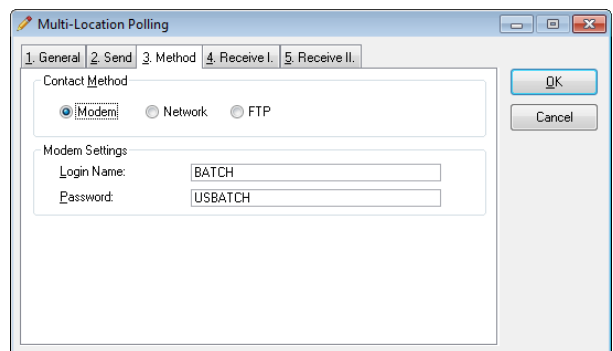 Multi-Location Polling
1. General 2. Send 3. Method 4. Receive I. 5. Receive II.
Contact Method
Modem Network FTP
Modem Settings
Login Name: BATCH
Password: USBATCH
OK
Cancel